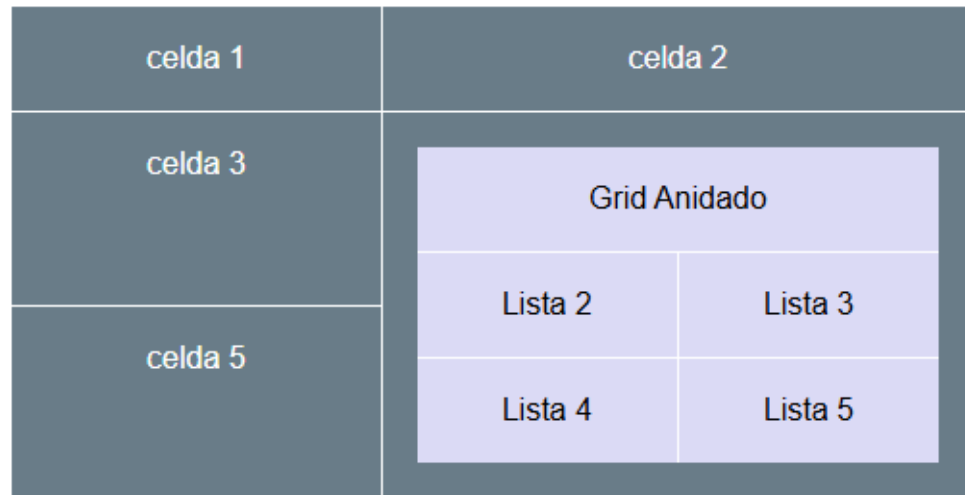 celda 1
celda 2
celda 3
Grid Anidado
Lista 2
Lista 3
celda 5
Lista 4
Lista 5